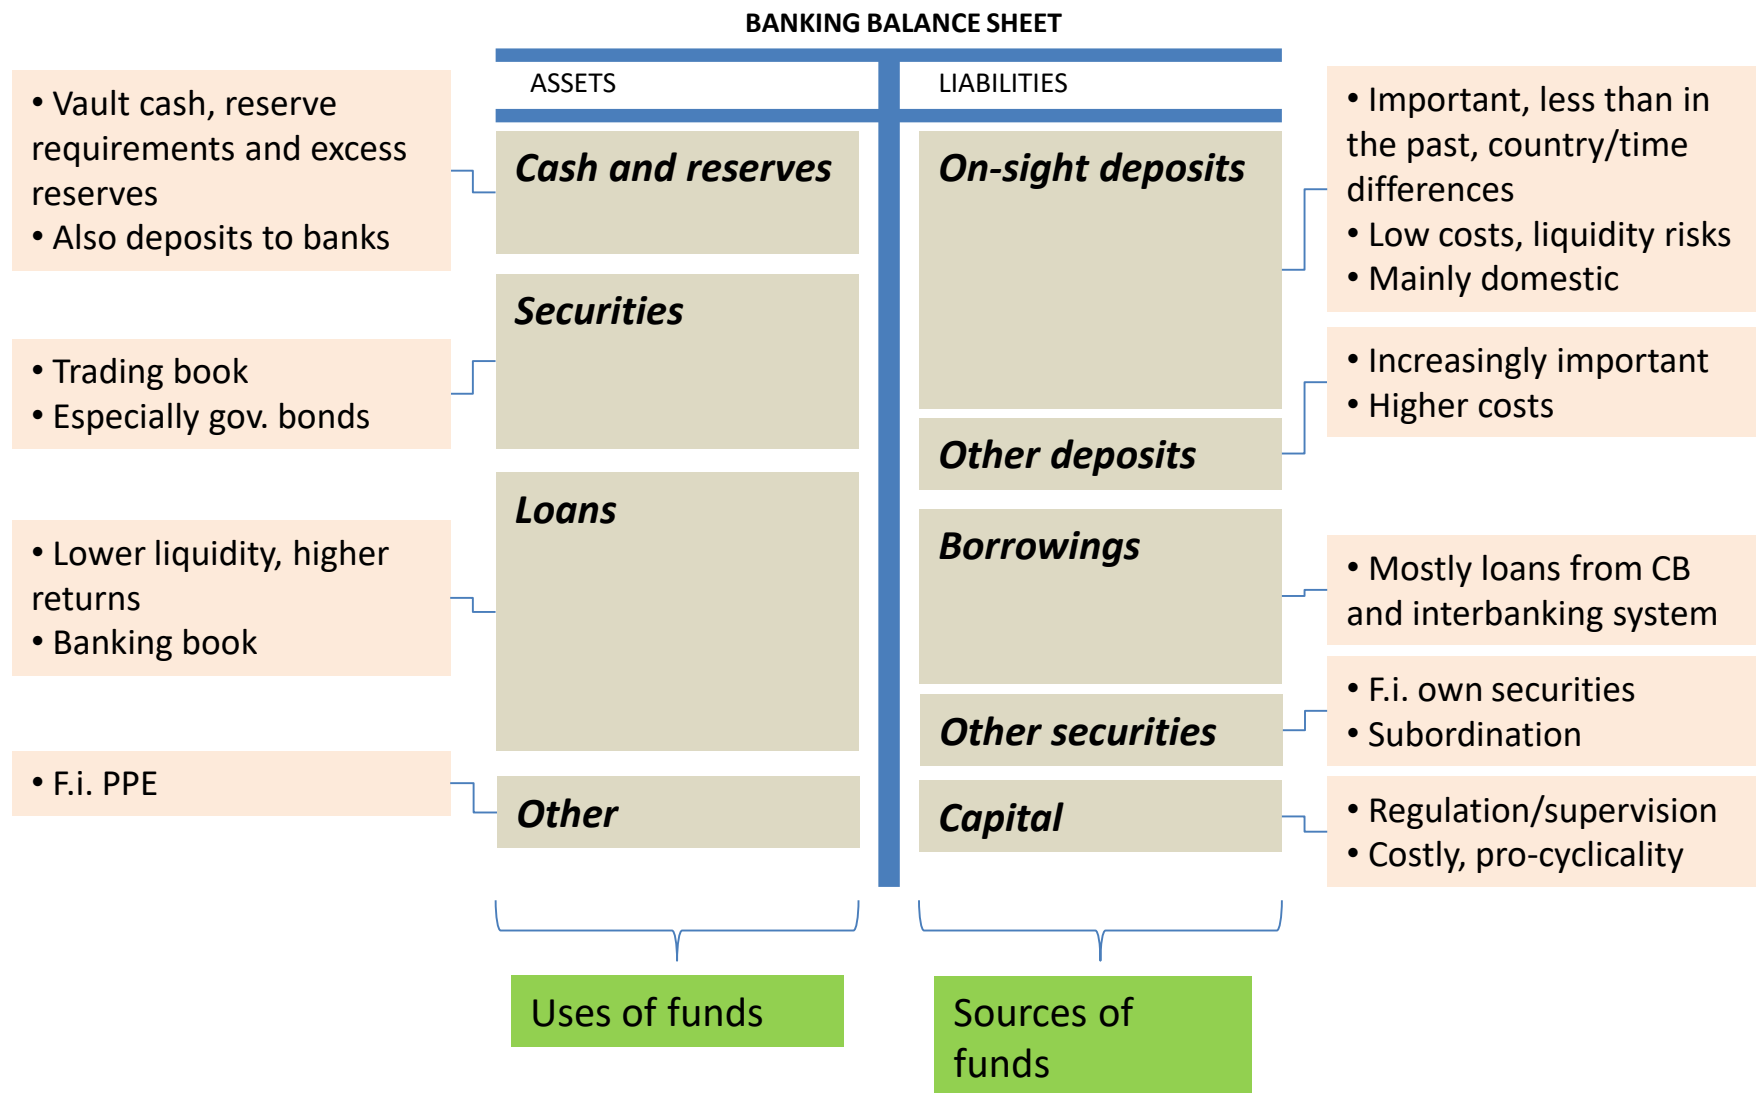 BANKING BALANCE SHEET
ASSETS
LIABILITIES
• Vault cash, reserve
requirements and excess
reserves
• Also deposits to banks
• Trading book
• Especially gov. bonds
• Lower liquidity, higher
returns
• Banking book
• F.i. PPE
Cash and reserves
Securities
Loans
Other
On-sight deposits
Other deposits
Borrowings
Other securities
Capital
• Important, less than in
the past, country/time
differences
• Low costs, liquidity risks
• Mainly domestic
• Increasingly important
• Higher costs
• Mostly loans from CB
and interbanking system
• F.i. own securities
• Subordination
• Regulation/supervision
• Costly, pro-cyclicality
Uses of funds
Sources of
funds